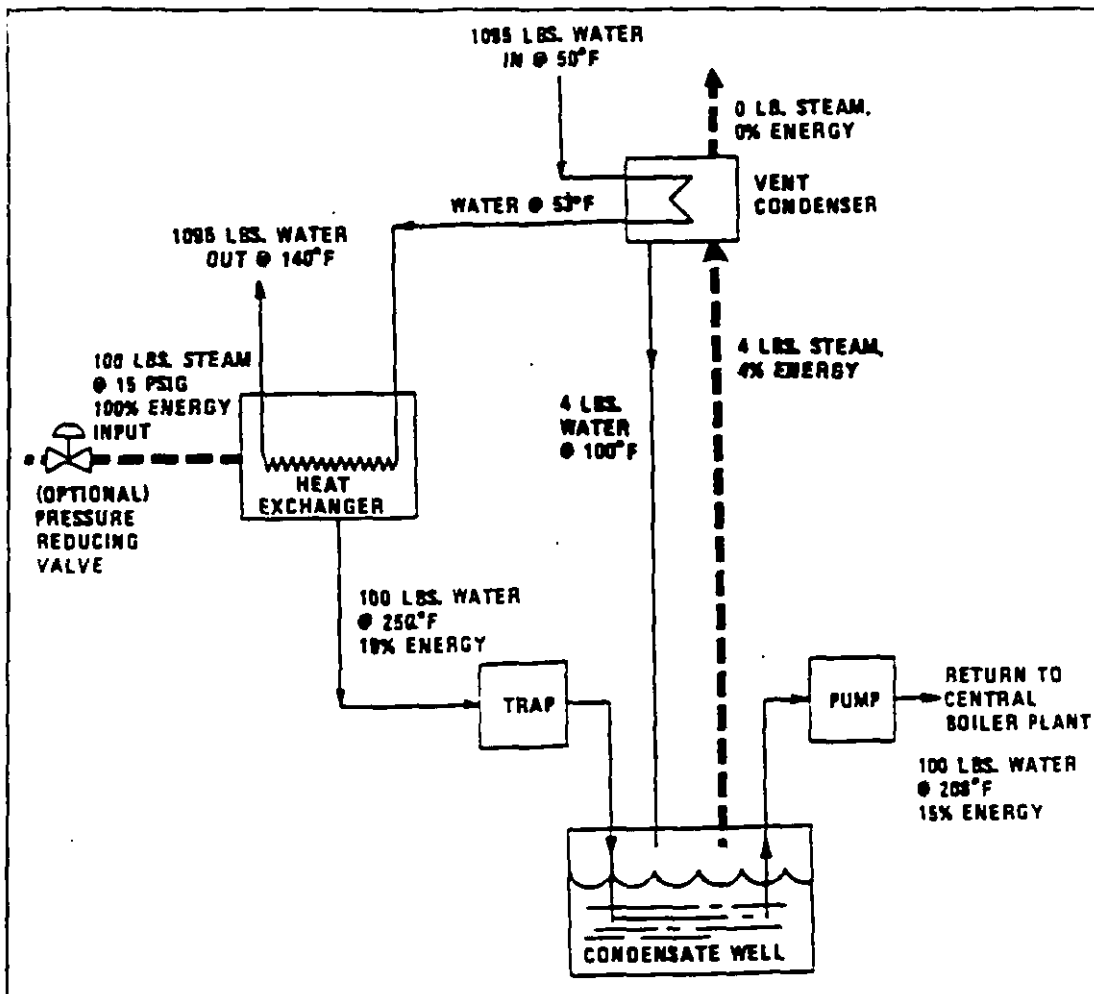 1095 LBS. WATER
IN @ 50°F
0 LB. STEAM,
0% ENERGY
VENT
CONDENSER
WATER @ 53°F
1095 LBS. WATER
OUT @ 140°F
100 LBS. STEAM
@ 15 PSIG
100% ENERGY
INPUT
4 LBS. STEAM,
4% ENERGY
4 LBS.
WATER
@ 100°F
HEAT
EXCHANGER
(OPTIONAL)
PRESSURE
REDUCING
VALVE
100 LBS. WATER
@ 250°F
19% ENERGY
TRAP
PUMP
RETURN TO
CENTRAL
BOILER PLANT
100 LBS. WATER
@ 208°F
15% ENERGY
CONDENSATE WELL